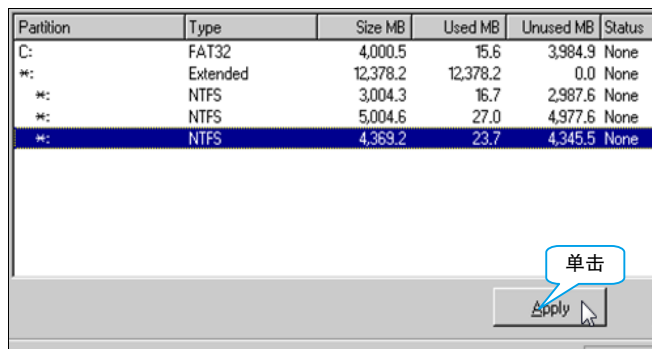 Partition Type Size MB Used MB Unused MB Status
C: FAT32 4,000.5 15.6 3,984.9 None
*: Extended 12,378.2 12,378.2 0.0 None
*: NTFS 3,004.3 16.7 2,987.6 None
*: NTFS 5,004.6 27.0 4,977.6 None
*: NTFS 4,369.2 23.7 4,345.5 None
单击
Apply